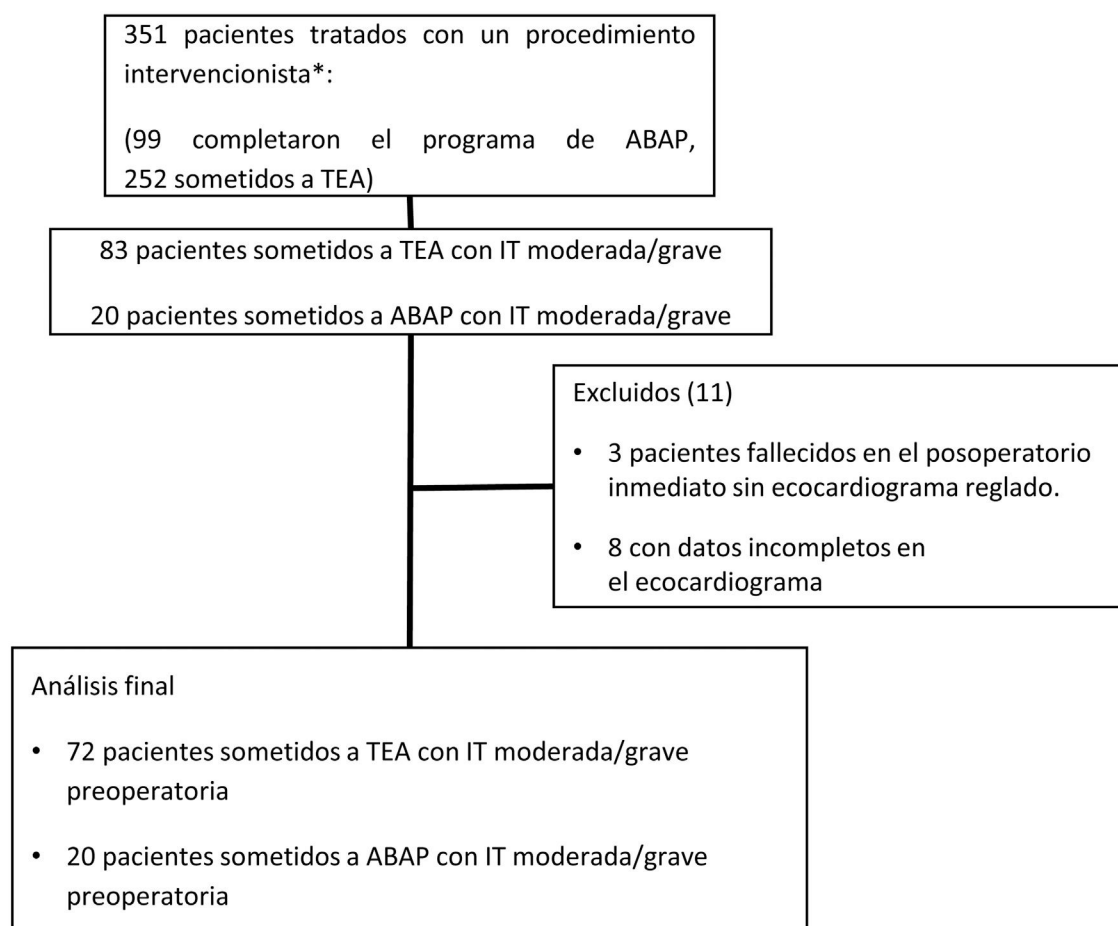 351 pacientes tratados con un procedimiento
intervencionista*:
(99 completaron el programa de ABAP,
252 sometidos a TEA)
83 pacientes sometidos a TEA con IT moderada/grave
20 pacientes sometidos a ABAP con IT moderada/grave
Excluidos (11)
• 3 pacientes fallecidos en el posoperatorio
inmediato sin ecocardiograma reglado.
• 8 con datos incompletos en
el ecocardiograma
Análisis final
• 72 pacientes sometidos a TEA con IT moderada/grave
preoperatoria
• 20 pacientes sometidos a ABAP con IT moderada/grave
preoperatoria